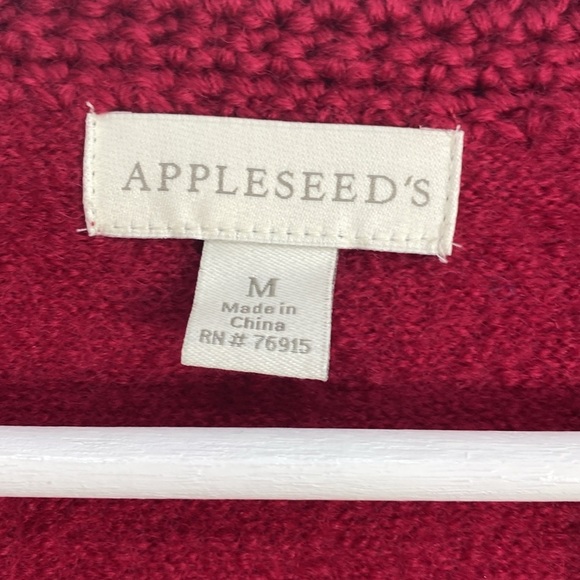 APPLESEED'S
M
Made in
China
RN# 76915